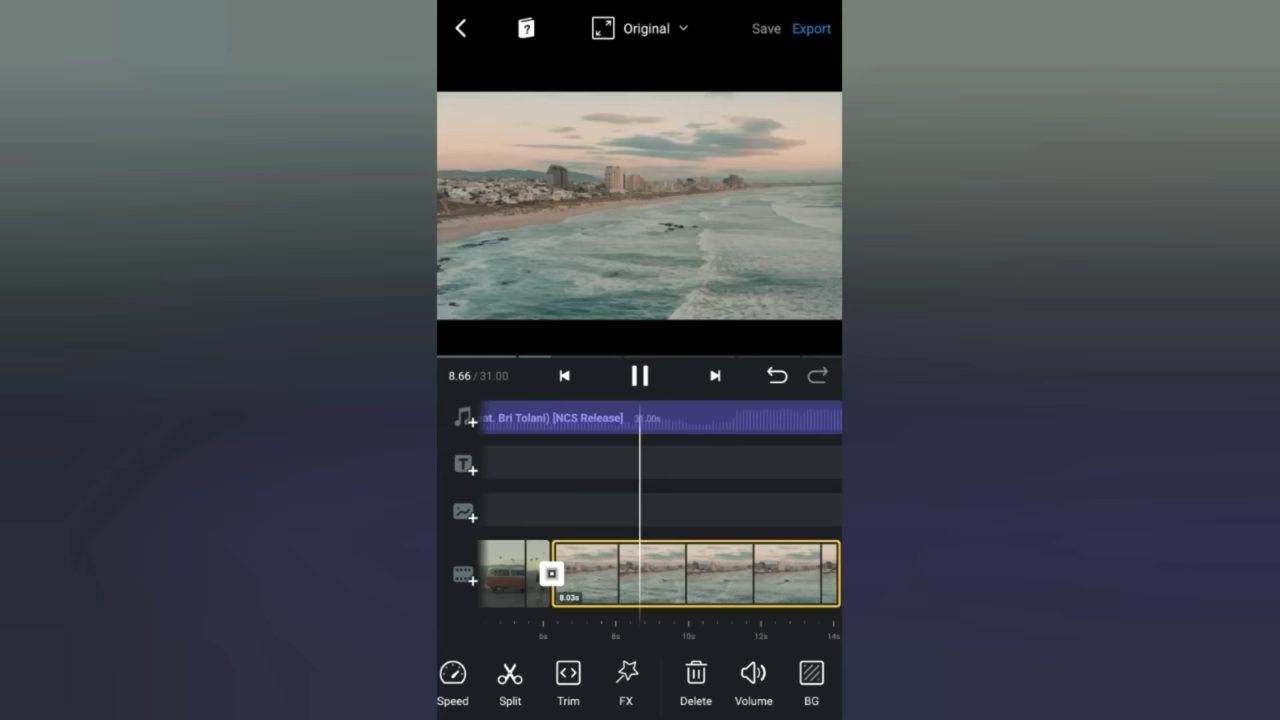 ?
Original
Save
Export
8.66 / 31.00
at. Bri Tolani) [NCS Release]
T
8.03s
6s
8s
10s
12s
14s
Speed
Split
Trim
FX
Delete
Volume
BG